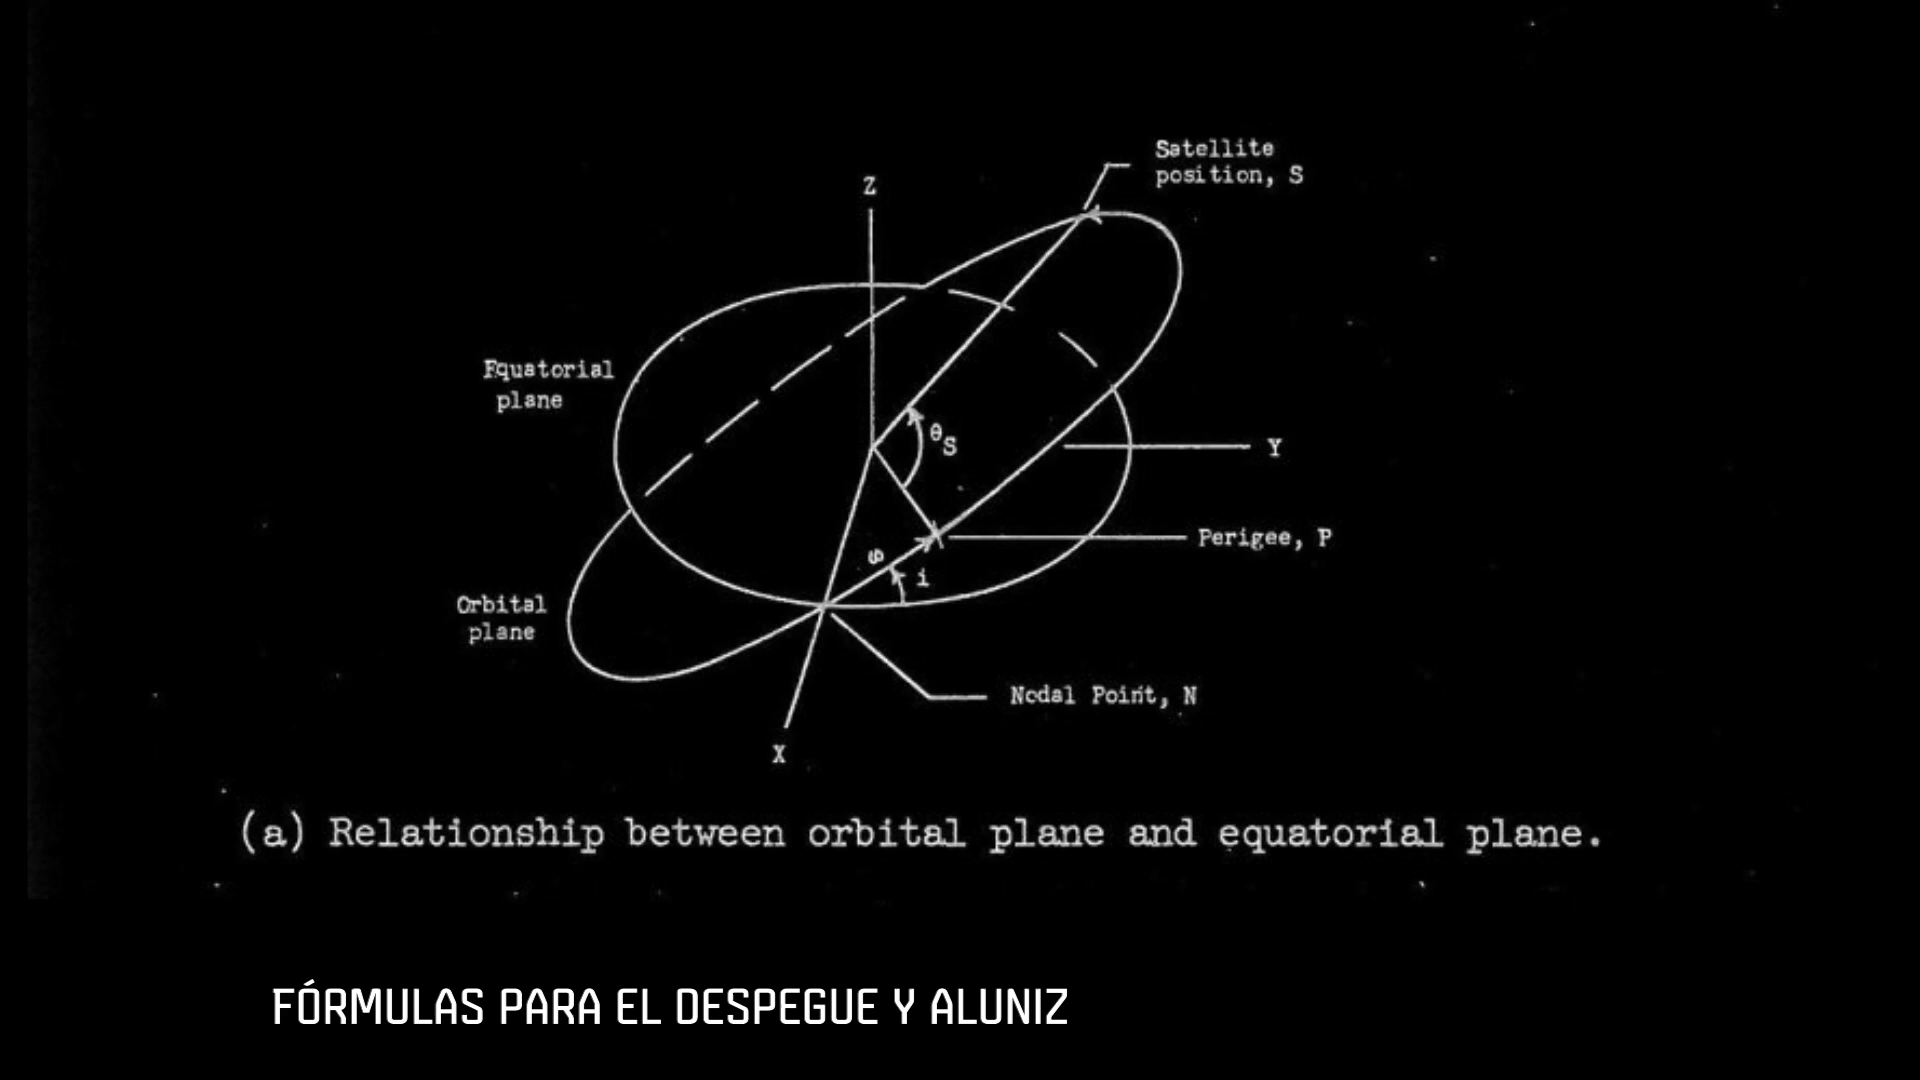 Satellite
position, S
Z
Equatorial
plane
θS
Y
Perigee, P
ω
i
Orbital
plane
Nodal Point, N
X
(a) Relationship between orbital plane and equatorial plane.
FÓRMULAS PARA EL DESPEGUE Y ALUNIZ